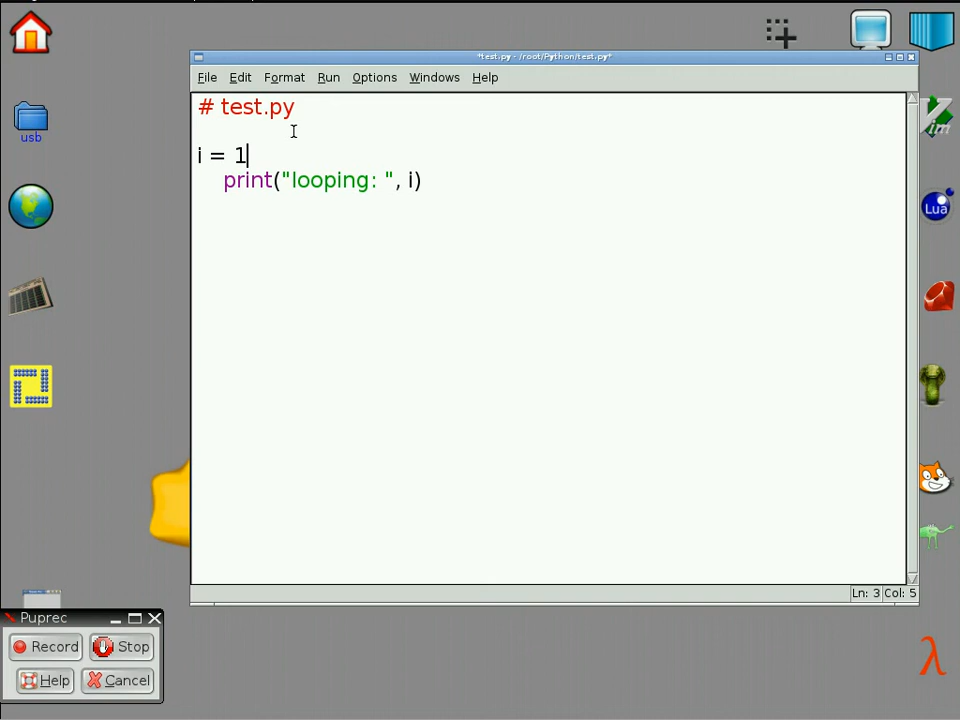 *test.py - /root/Python/test.py*
File Edit Format Run Options Windows Help
# test.py
i = 1
    print("looping: ", i)
Ln: 3 Col: 5
usb
Vim
Lua
Puprec
Record Stop
Help Cancel
λ